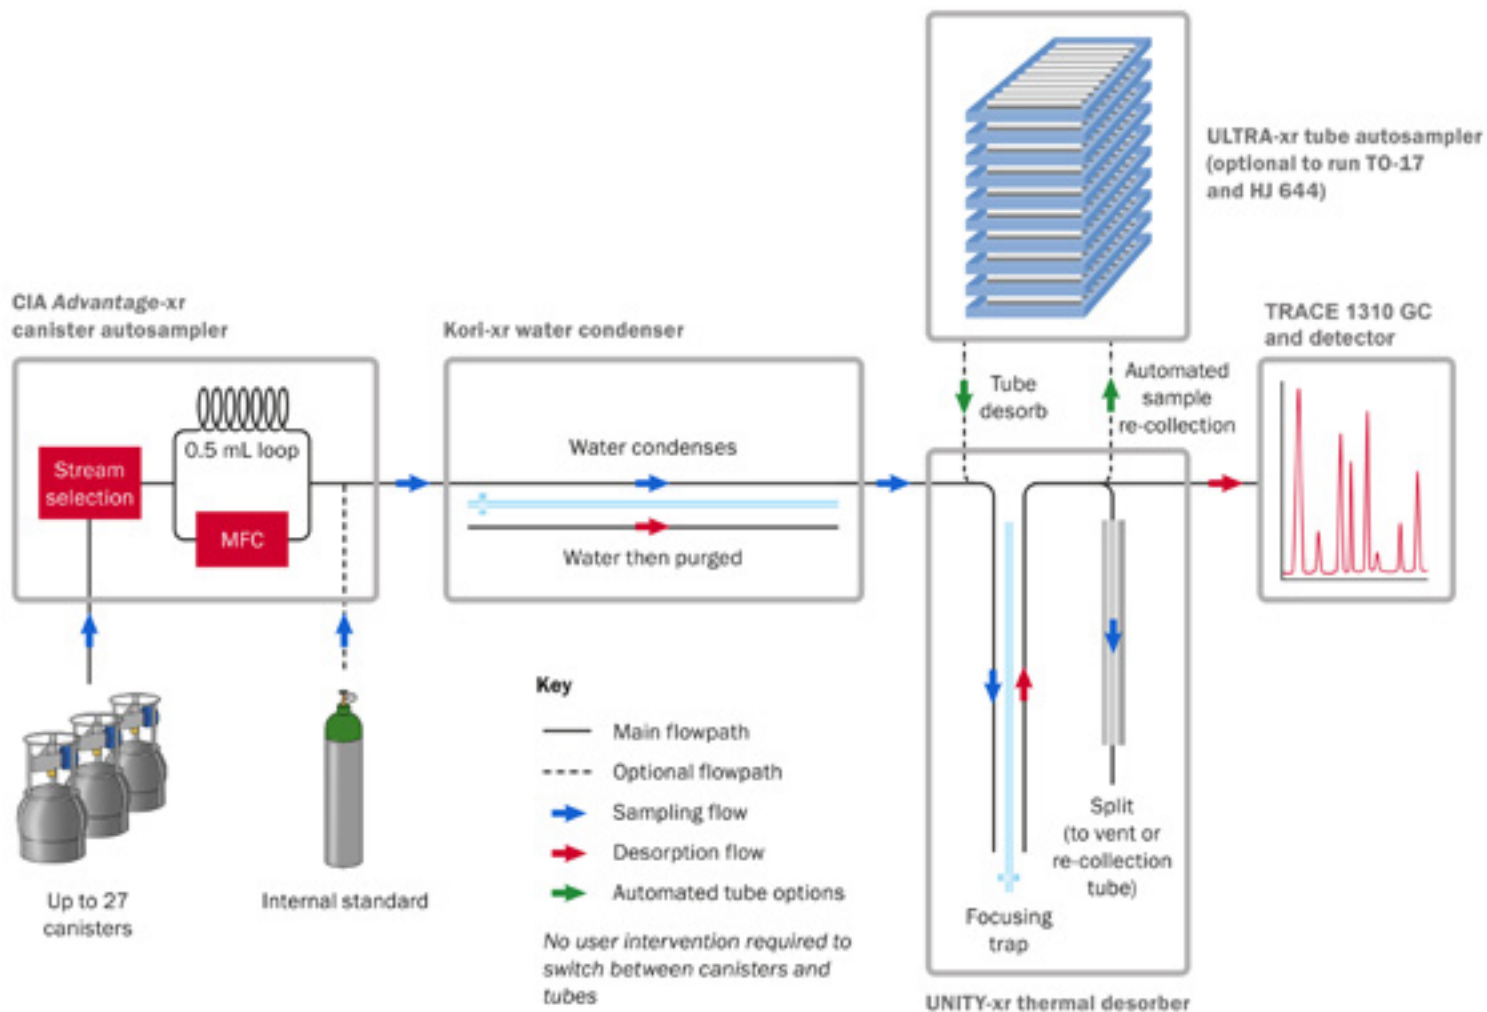 ULTRA-xr tube autosampler
(optional to run TO-17
and HJ 644)
CIA Advantage-xr
canister autosampler
Kori-xr water condenser
TRACE 1310 GC
and detector
Tube
desorb
Automated
sample
re-collection
Stream
selection
0.5 mL loop
MFC
Water condenses
Water then purged
Up to 27
canisters
Internal standard
Key
Main flowpath
Optional flowpath
Sampling flow
Desorption flow
Automated tube options
No user intervention required to
switch between canisters and
tubes
Split
(to vent or
re-collection
tube)
Focusing
trap
UNITY-xr thermal desorber